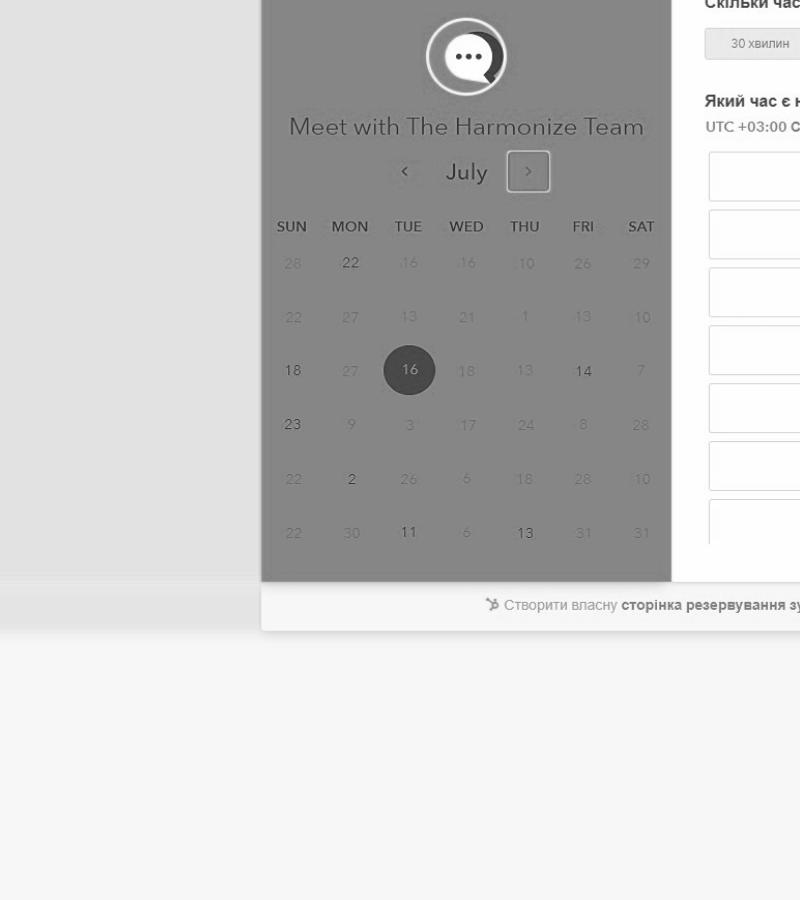 Скільки час
30 хвилин
Meet with The Harmonize Team
Який час є
UTC +03:00
July
SUN MON TUE WED THU FRI SAT
28 22 16 16 10 26 29
22 27 13 21 1 13 10
18 27 16 18 13 14 7
23 9 3 17 24 8 28
22 2 26 6 18 28 10
22 30 11 6 13 31 31
Створити власну сторінка резервування